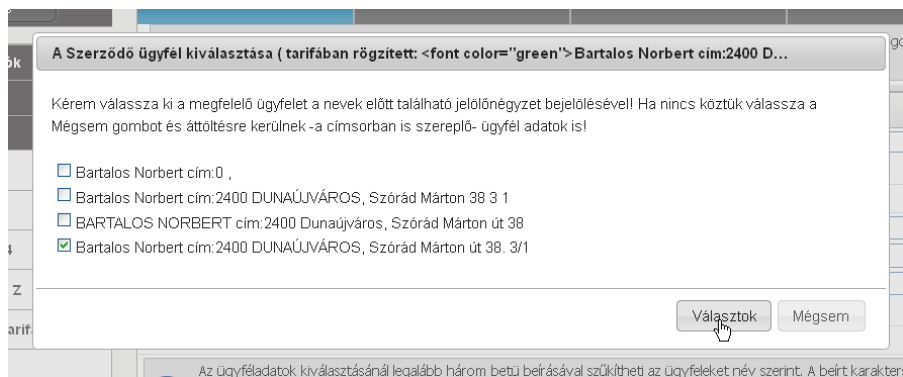 ók
A Szerződő ügyfél kiválasztása ( tarifában rögzített: <font color="green">Bartalos Norbert cím:2400 D...
Kérem válassza ki a megfelelő ügyfelet a nevek előtt található jelölőnégyzet bejelölésével! Ha nincs köztük válassza a
Mégsem gombot és áttöltésre kerülnek -a címsorban is szereplő- ügyfél adatok is!
Bartalos Norbert cím:0 ,
Bartalos Norbert cím:2400 DUNAÚJVÁROS, Szórád Márton 38 3 1
BARTALOS NORBERT cím:2400 Dunaújváros, Szórád Márton út 38
Bartalos Norbert cím:2400 DUNAÚJVÁROS, Szórád Márton út 38. 3/1
Z
arif
Választok
Mégsem
Az ügyféladatok kiválasztásánál legalább három betű beírásával szűkítheti az ügyfeleket név szerint. A beírt karakters